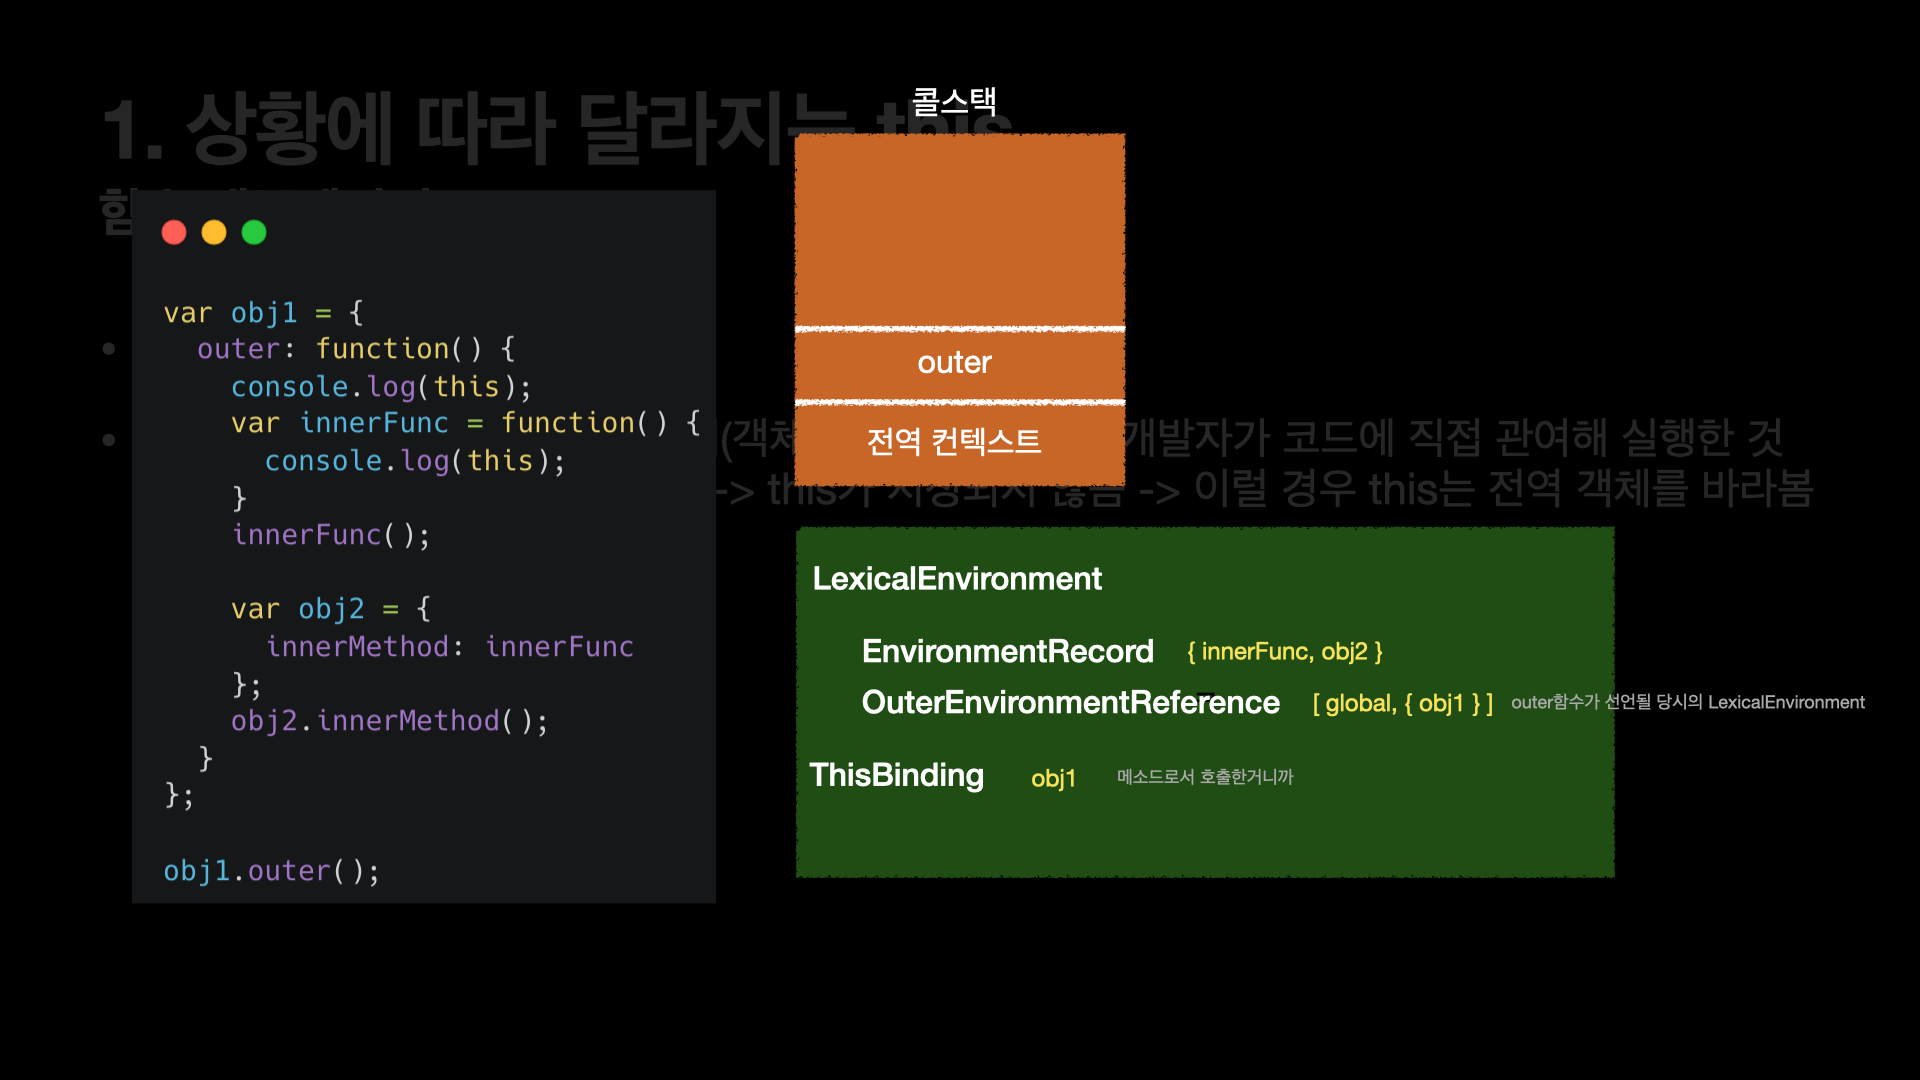 1. 상황에 따라 달라지는 this
콜스택
var obj1 = {
outer: function() {
console.log(this);
var innerFunc = function() {
console.log(this);
}
innerFunc();
var obj2 = {
innerMethod: innerFunc
};
obj2.innerMethod();
}
};
obj1.outer();
outer
전역 컨텍스트
(객체 개발자가 코드에 직접 관여해 실행한 것
-> this가 지정되지 않음 -> 이럴 경우 this는 전역 객체를 바라봄
LexicalEnvironment
EnvironmentRecord { innerFunc, obj2 }
OuterEnvironmentReference [ global, { obj1 } ] outer함수가 선언될 당시의 LexicalEnvironment
ThisBinding obj1 메소드로서 호출한거니까